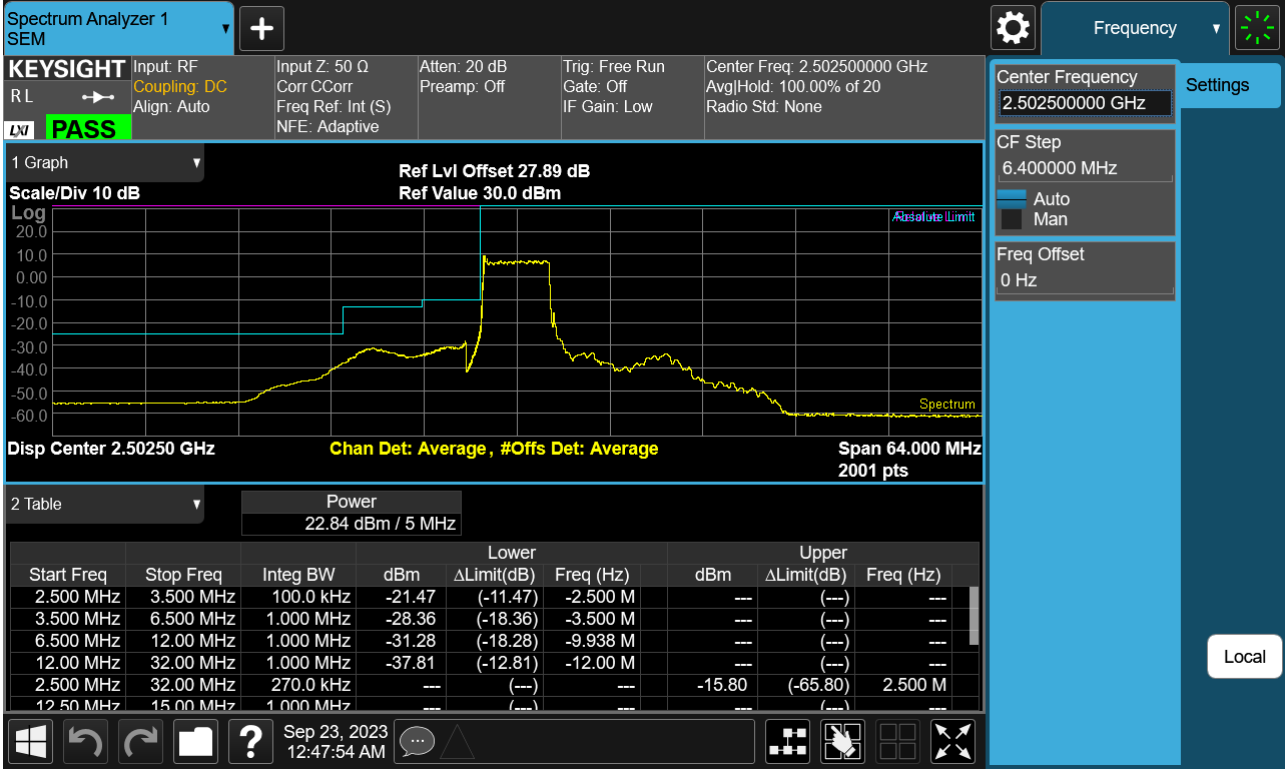 Spectrum Analyzer 1
SEM
Frequency
KEYSIGHT
R L
LXI
PASS
Input: RF
Coupling: DC
Align: Auto
Input Z: 50 Ω
Corr CCorr
Freq Ref: Int (S)
NFE: Adaptive
Atten: 20 dB
Preamp: Off
Trig: Free Run
Gate: Off
IF Gain: Low
Center Freq: 2.502500000 GHz
Avg|Hold: 100.00% of 20
Radio Std: None
Center Frequency
2.502500000 GHz
Settings
CF Step
6.400000 MHz
Auto
Man
Freq Offset
0 Hz
Local
1 Graph
Ref Lvl Offset 27.89 dB
Scale/Div 10 dB
Ref Value 30.0 dBm
Log
Absolute Limit
20.0
10.0
0.00
-10.0
-20.0
-30.0
-40.0
-50.0
-60.0
Spectrum
Disp Center 2.50250 GHz
Chan Det: Average , #Offs Det: Average
Span 64.000 MHz
2001 pts
2 Table
Power
22.84 dBm / 5 MHz
Lower Upper
Start Freq Stop Freq Integ BW dBm ΔLimit(dB) Freq (Hz) dBm ΔLimit(dB) Freq (Hz)
2.500 MHz 3.500 MHz 100.0 kHz -21.47 (-11.47) -2.500 M --- (---) ---
3.500 MHz 6.500 MHz 1.000 MHz -28.36 (-18.36) -3.500 M --- (---) ---
6.500 MHz 12.00 MHz 1.000 MHz -31.28 (-18.28) -9.938 M --- (---) ---
12.00 MHz 32.00 MHz 1.000 MHz -37.81 (-12.81) -12.00 M --- (---) ---
2.500 MHz 32.00 MHz 270.0 kHz --- (---) --- -15.80 (-65.80) 2.500 M
12.50 MHz 15.00 MHz 1.000 MHz --- (---) --- --- (---) ---
Sep 23, 2023
12:47:54 AM